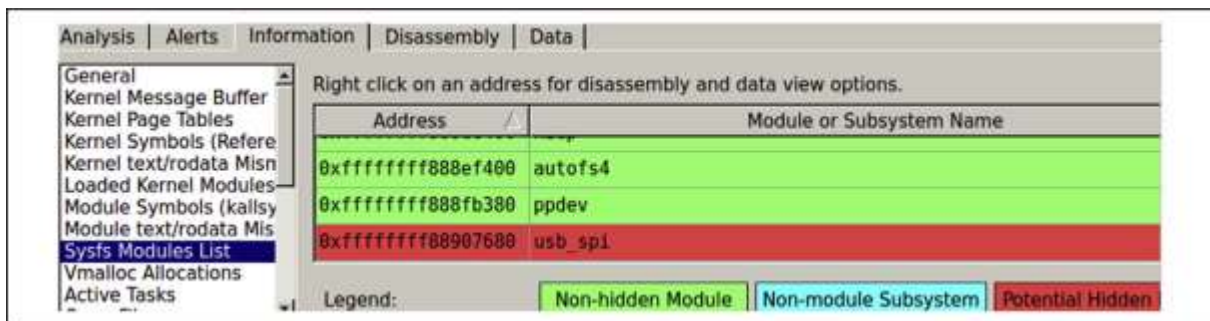 Analysis
Alerts
Information
Disassembly
Data
General
Kernel Message Buffer
Kernel Page Tables
Kernel Symbols (Refere
Kernel text/rodata Misn
Loaded Kernel Modules
Module Symbols (kallsy
Module text/rodata Mis
Sysfs Modules List
Vmalloc Allocations
Active Tasks
Right click on an address for disassembly and data view options.
Address
Module or Subsystem Name
0xffffffff888ef400 autofs4
0xffffffff888fb380 ppdev
0xffffffff88907680 usb_spi
Legend:
Non-hidden Module
Non-module Subsystem
Potential Hidden